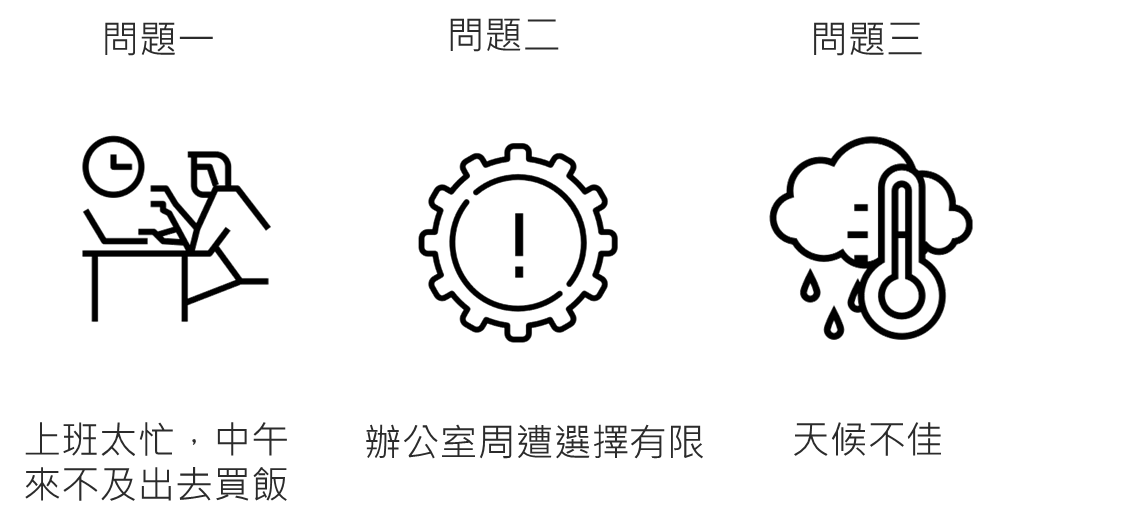 問題一
問題二
問題三
上班太忙，中午
來不及出去買飯
辦公室周遭選擇有限
天候不佳